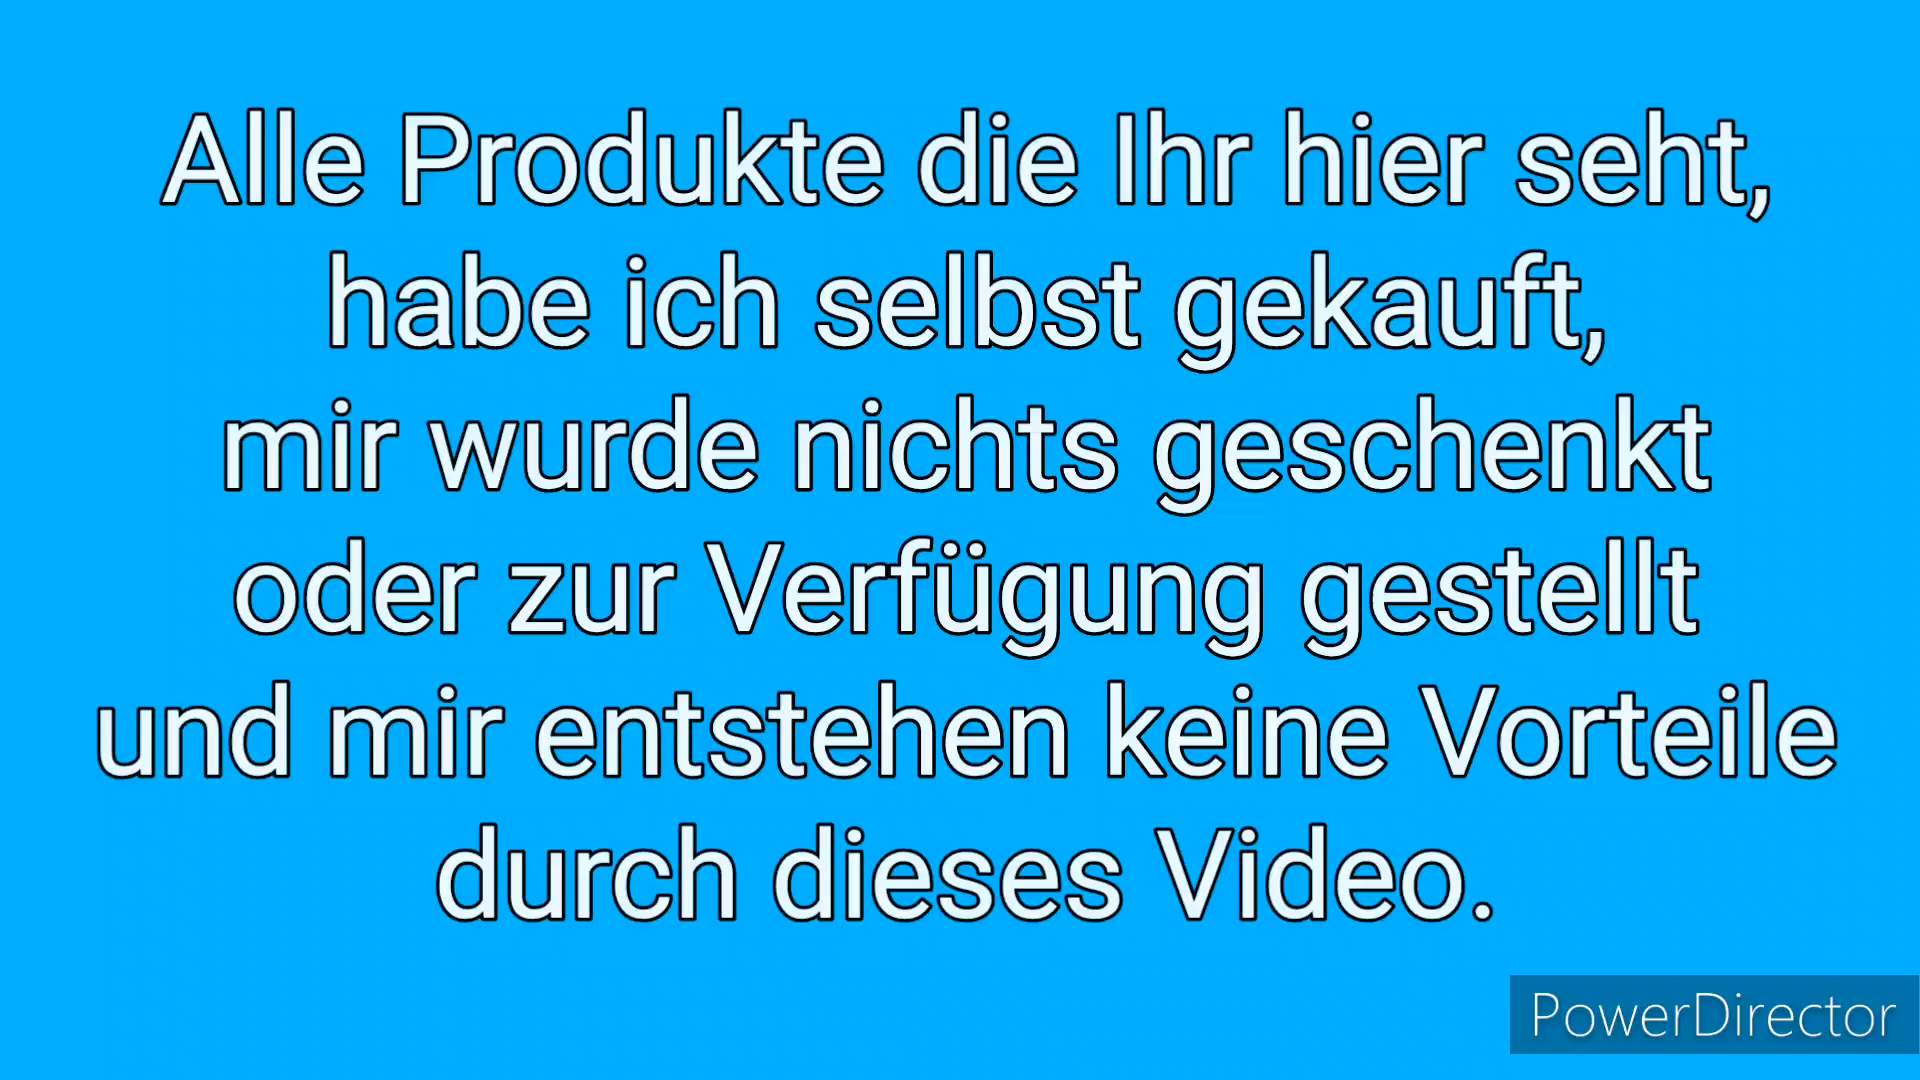 Alle Produkte die Ihr hier seht,
habe ich selbst gekauft,
mir wurde nichts geschenkt
oder zur Verfügung gestellt
und mir entstehen keine Vorteile
durch dieses Video.
PowerDirector